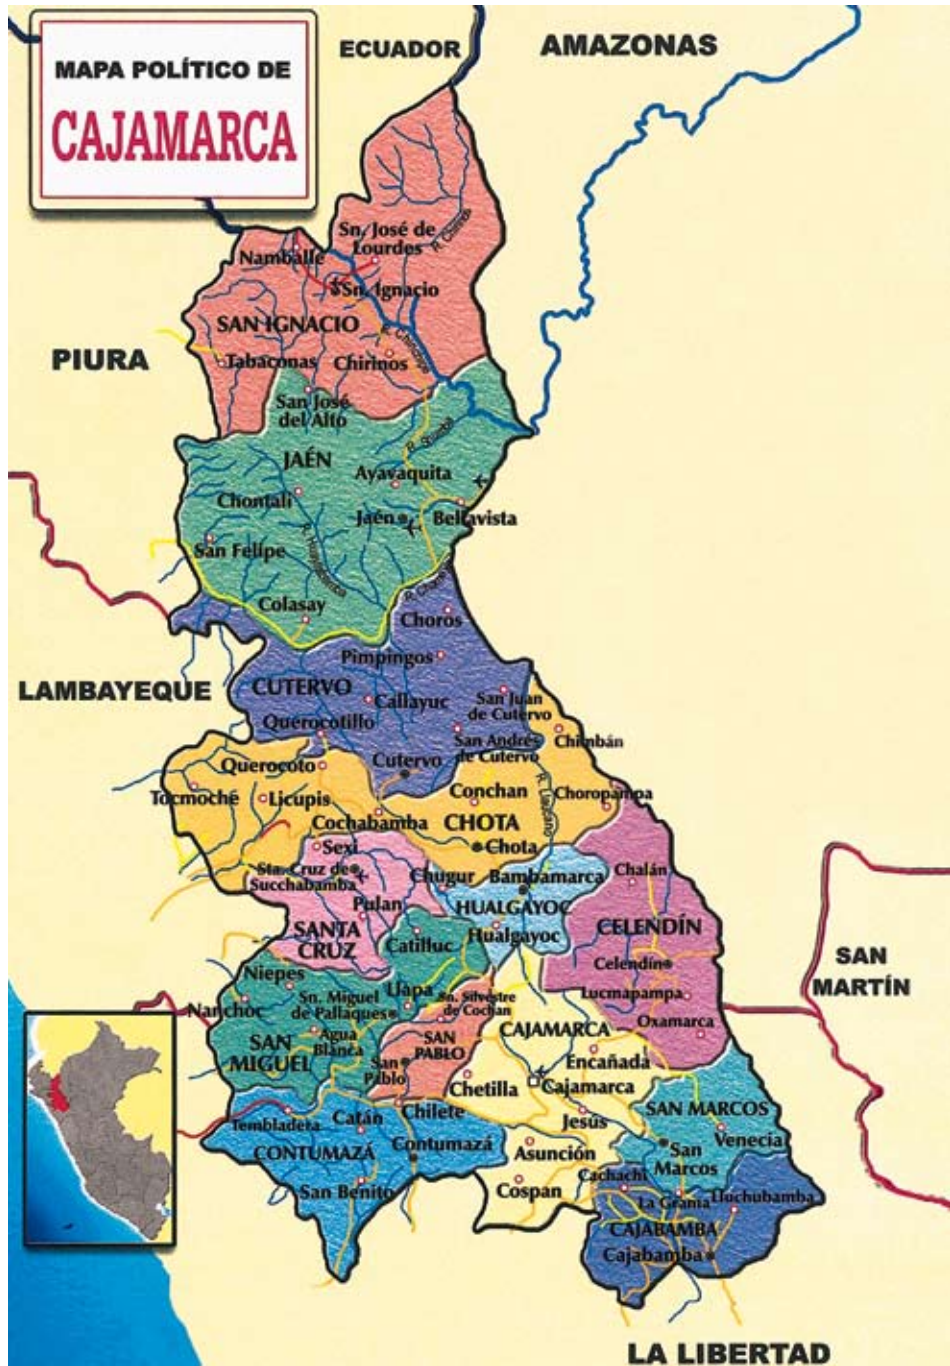 MAPA POLÍTICO DE
CAJAMARCA
ECUADOR
AMAZONAS
Sn. José de
Lourdes
R. Chirinos
Namballe
Sn. Ignacio
SAN IGNACIO
R. Chinchipe
PIURA
Tabaconas
Chirinos
San José
del Alto
JAÉN
Ayavaquita
Chontali
Jaén
Bellavista
San Felípe
Colasay
Choros
Pimpingos
LAMBAYEQUE
CUTERVO
Callayuc
San Juan
de Cutervo
Querocotillo
San Andrés
de Cutervo
Chimbán
Querocoto
Cutervo
Tocmoché
Licupis
Conchan
Choropampa
Cochabamba
CHOTA
Chota
Sexi
Sta. Cruz de
Succhabamba
Chugur
Bambamarca
Chalán
Pulan
HUALGAYOC
SANTA
CRUZ
Catilluc
Hualgayoc
CELENDÍN
Niepes
Celendín
SAN
MARTÍN
Nanchoc
Sn. Miguel
de Pallaques
Llapa
Sn. Silvestre
de Cochan
Lucmapampa
Oxamarca
SAN
MIGUEL
Agua
Blanca
SAN
PABLO
CAJAMARCA
Encañada
San
Pablo
Chetilla
Cajamarca
Tembladera
Catán
Chilete
Jesús
SAN MARCOS
CONTUMAZÁ
Contumazá
Asunción
San
Marcos
Venecia
San Benito
Cospan
Cachachi
La Grama
Lluchubamba
CAJABAMBA
Cajabamba
LA LIBERTAD